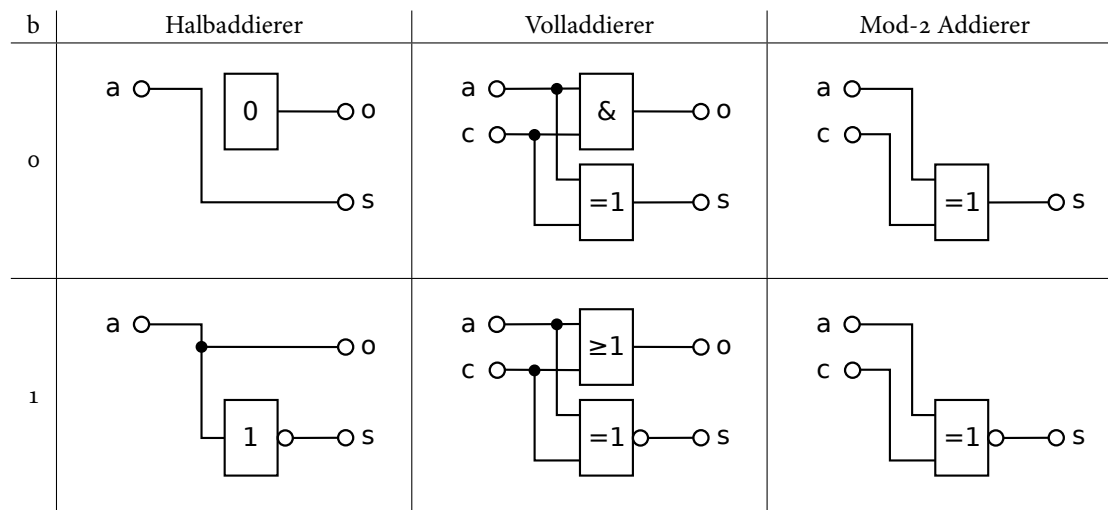 b Halbaddierer Volladdierer Mod-2 Addierer
a 0 o a & o a
c c
0 s =1 s =1 s
a o a ≥1 o a
c c
1 1 s =1 s =1 s